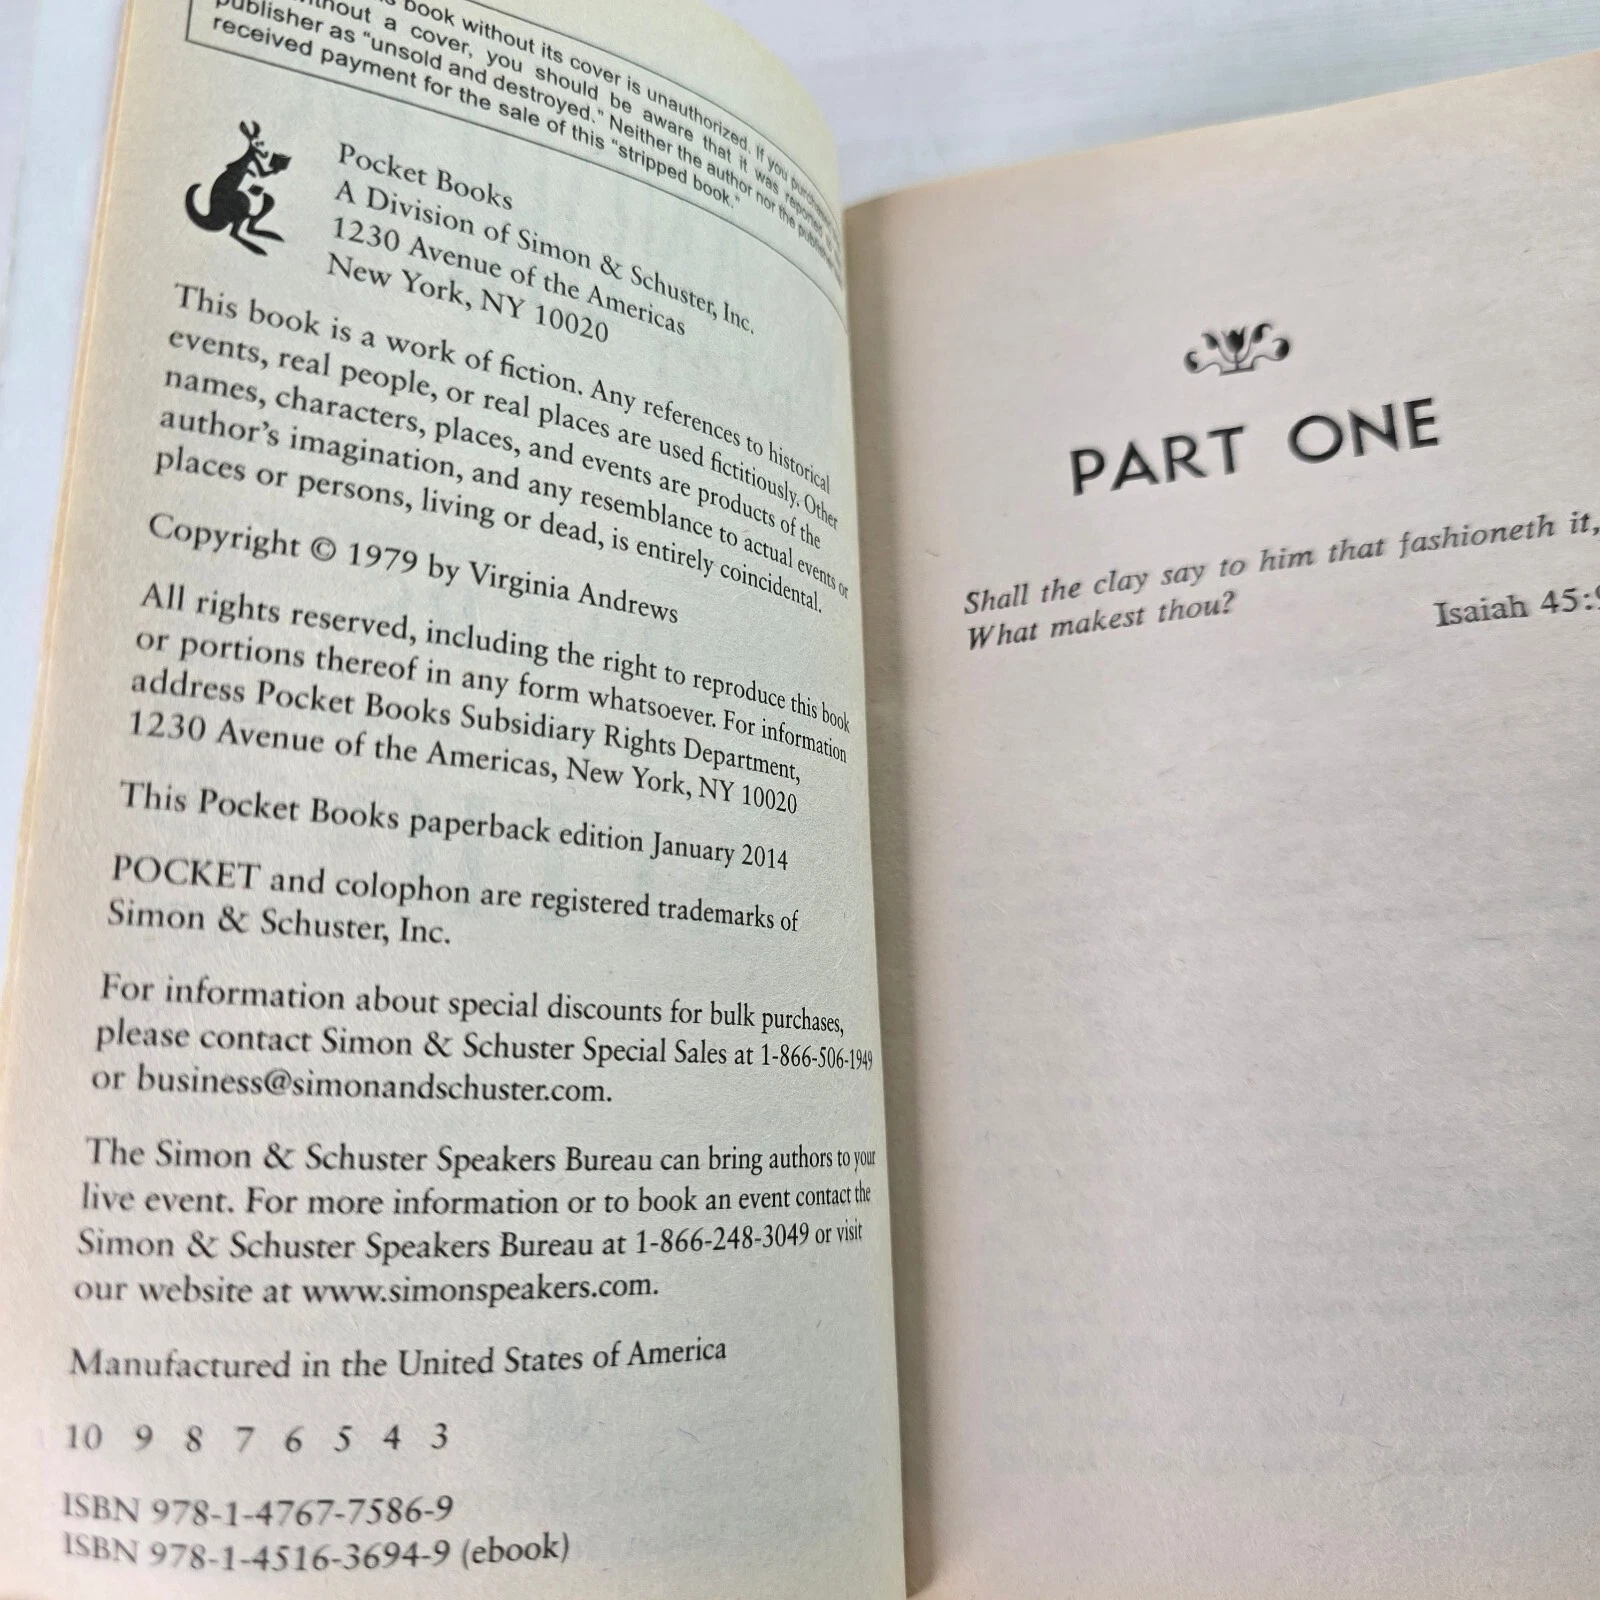 book without its cover is unauthorized. If you purchased
without a cover, you should be aware that it was reported
publisher as "unsold and destroyed." Neither the author nor the publisher
received payment for the sale of this "stripped book."
Pocket Books
A Division of Simon & Schuster, Inc.
1230 Avenue of the Americas
New York, NY 10020
This book is a work of fiction. Any references to historical
events, real people, or real places are used fictitiously. Other
names, characters, places, and events are products of the
author's imagination, and any resemblance to actual events or
places or persons, living or dead, is entirely coincidental.
Copyright © 1979 by Virginia Andrews
All rights reserved, including the right to reproduce this book
or portions thereof in any form whatsoever. For information
address Pocket Books Subsidiary Rights Department,
1230 Avenue of the Americas, New York, NY 10020
This Pocket Books paperback edition January 2014
POCKET and colophon are registered trademarks of
Simon & Schuster, Inc.
For information about special discounts for bulk purchases,
please contact Simon & Schuster Special Sales at 1-866-506-1949
or business@simonandschuster.com.
The Simon & Schuster Speakers Bureau can bring authors to your
live event. For more information or to book an event contact the
Simon & Schuster Speakers Bureau at 1-866-248-3049 or visit
our website at www.simonspeakers.com.
Manufactured in the United States of America
10 9 8 7 6 5 4 3
ISBN 978-1-4767-7586-9
ISBN 978-1-4516-3694-9 (ebook)
PART ONE
Shall the clay say to him that fashioneth it,
What makest thou?
Isaiah 45:9